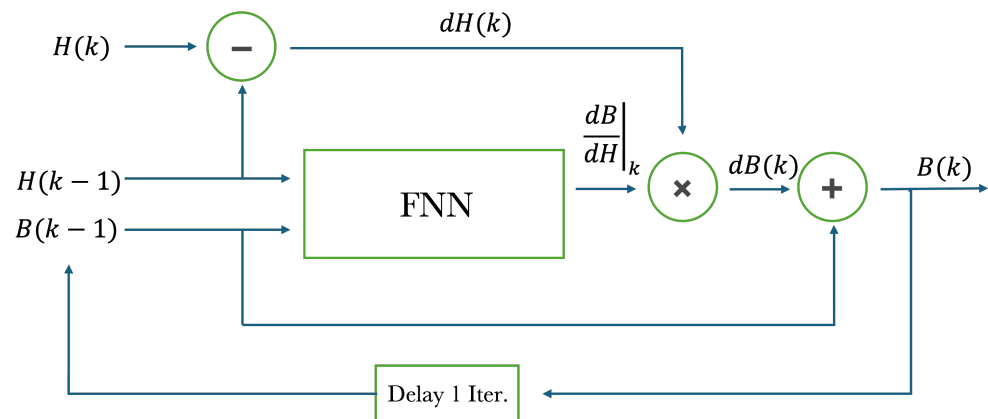 dH(k)
H(k)
−
dB/dH|k
H(k − 1)
FNN
×
dB(k)
+
B(k)
B(k − 1)
Delay 1 Iter.